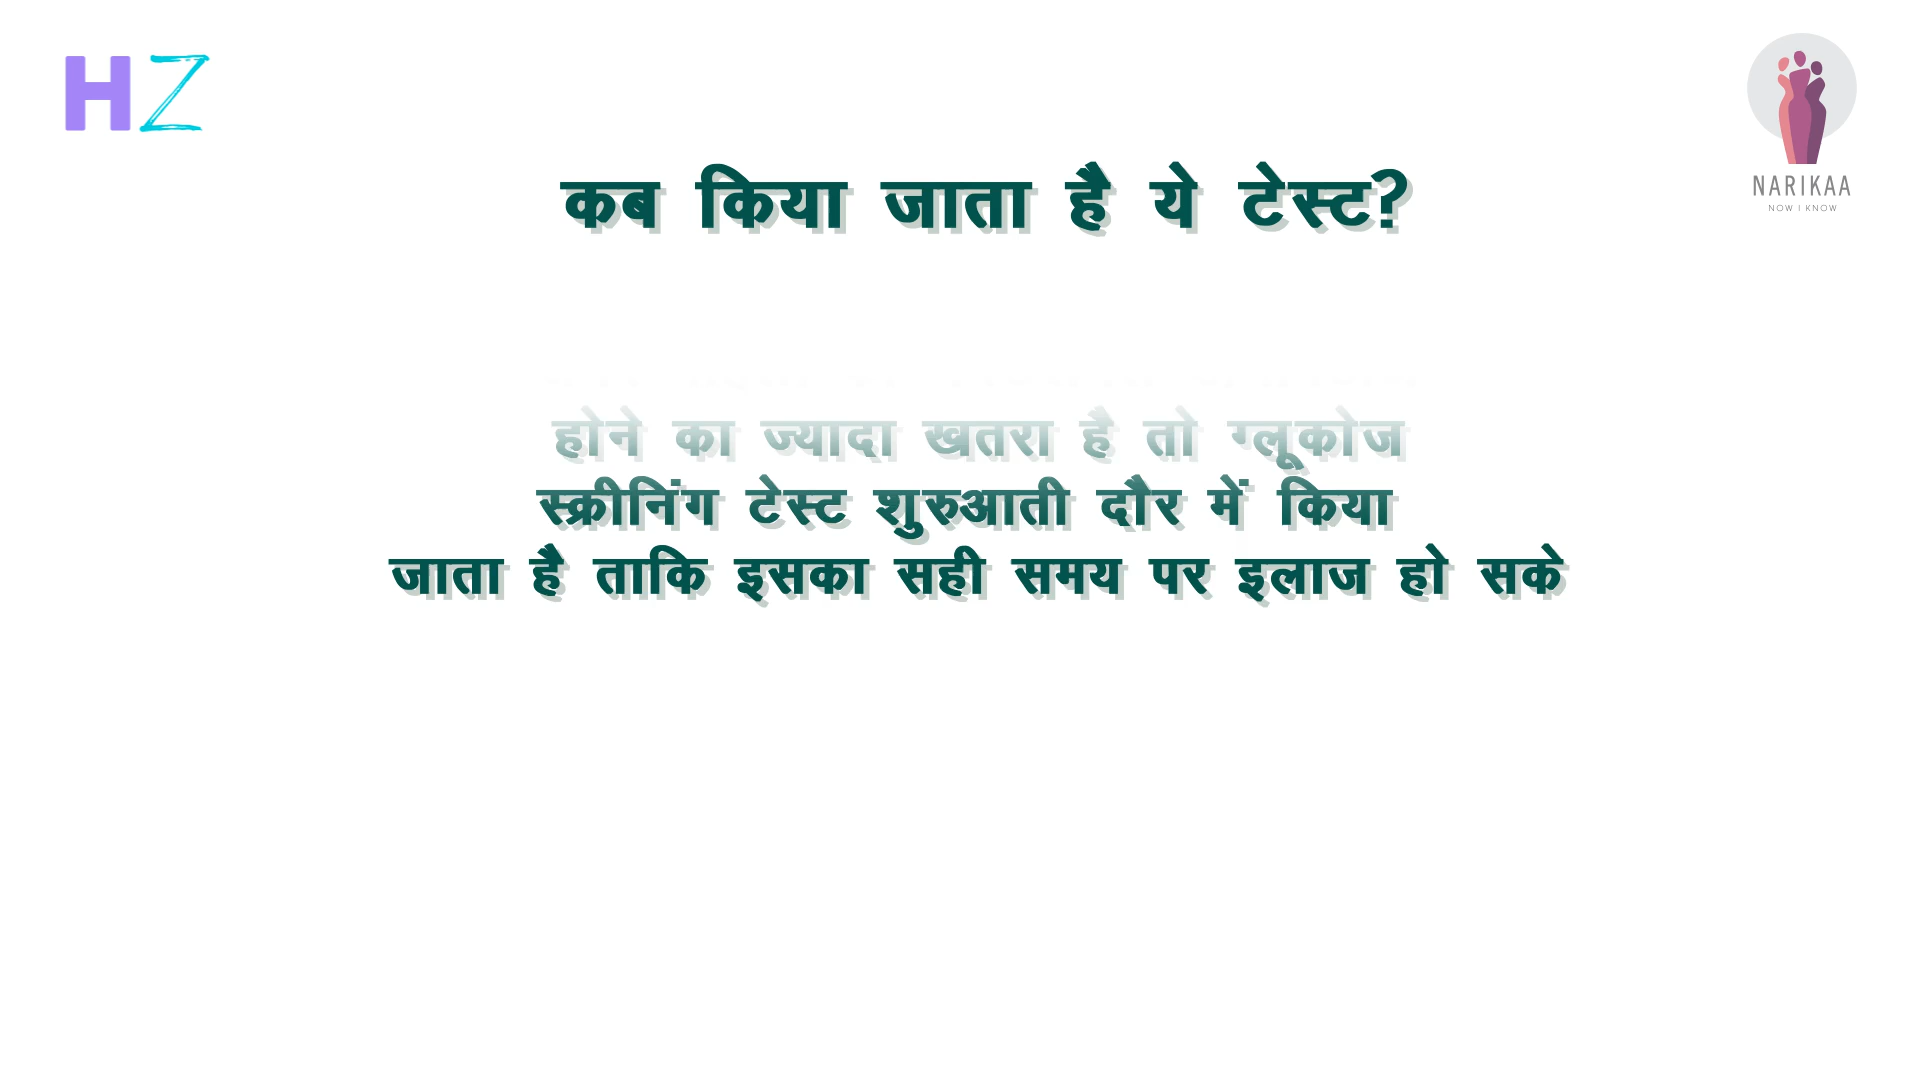 HZ
NARIKAA
NOW I KNOW
कब किया जाता है ये टेस्ट?
होने का ज्यादा खतरा है तो ग्लूकोज
स्क्रीनिंग टेस्ट शुरुआती दौर में किया
जाता है ताकि इसका सही समय पर इलाज हो सके